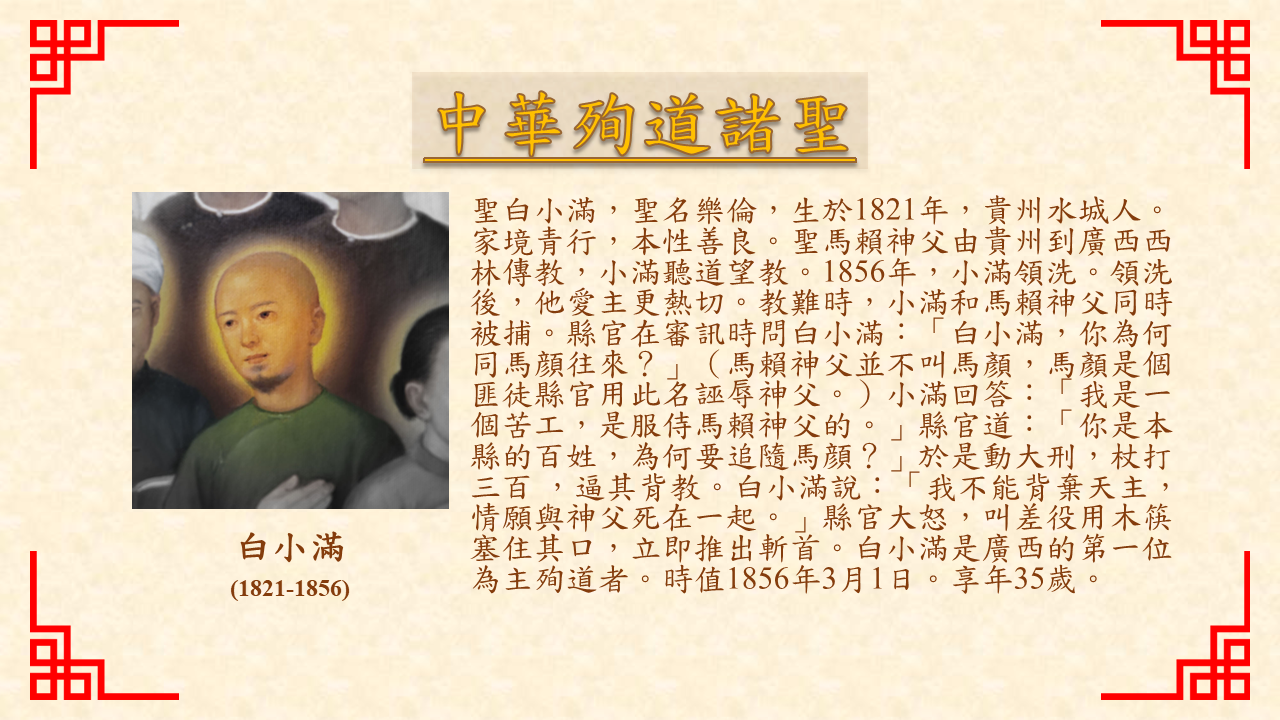 中華殉道諸聖
聖白小滿，聖名樂倫，生於1821年，貴州水城人。
家境青行，本性善良。聖馬賴神父由貴州到廣西西
林傳教，小滿聽道望教。1856年，小滿領洗。領洗
後，他愛主更熱切。教難時，小滿和馬賴神父同時
被捕。縣官在審訊時問白小滿：「白小滿，你為何
同馬顔往來？」（馬賴神父並不叫馬顏，馬顏是個
匪徒縣官用此名誣辱神父。）小滿回答：「我是一
個苦工，是服侍馬賴神父的。」縣官道：「你是本
縣的百姓，為何要追隨馬顔？」於是動大刑，杖打
三百 ，逼其背教。白小滿說：「我不能背棄天主，
情願與神父死在一起。」縣官大怒，叫差役用木筷
塞住其口，立即推出斬首。白小滿是廣西的第一位
為主殉道者。時值1856年3月1日。享年35歲。
白小滿
(1821-1856)